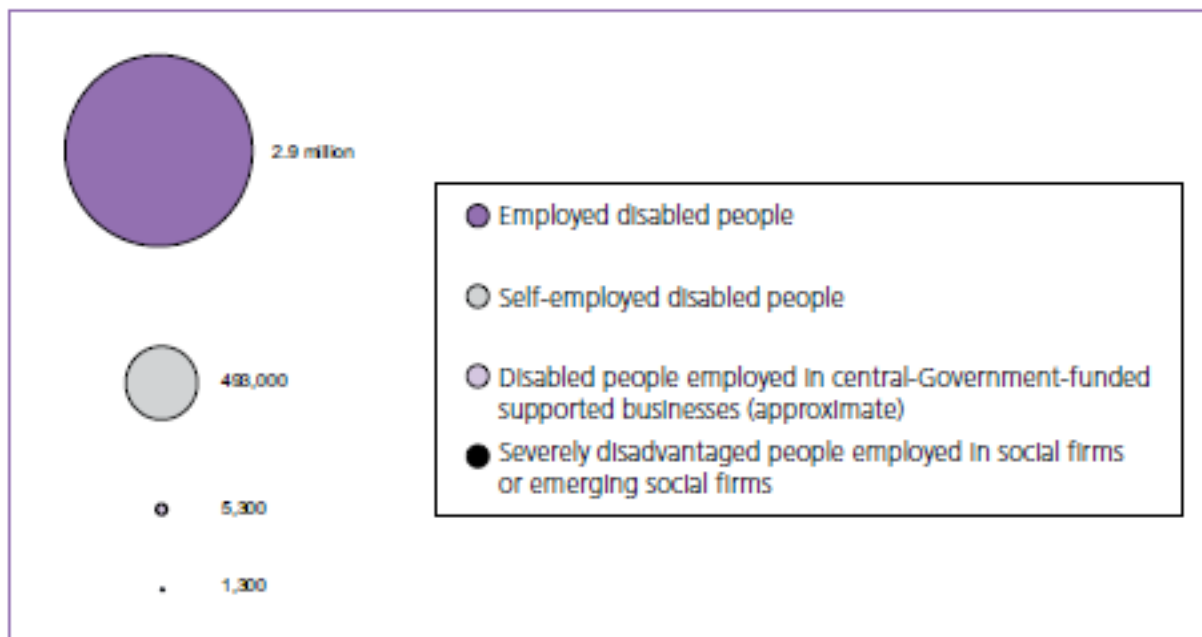 2.9 million
Employed disabled people
Self-employed disabled people
493,000
Disabled people employed in central-Government-funded
supported businesses (approximate)
Severely disadvantaged people employed in social firms
or emerging social firms
5,300
1,300